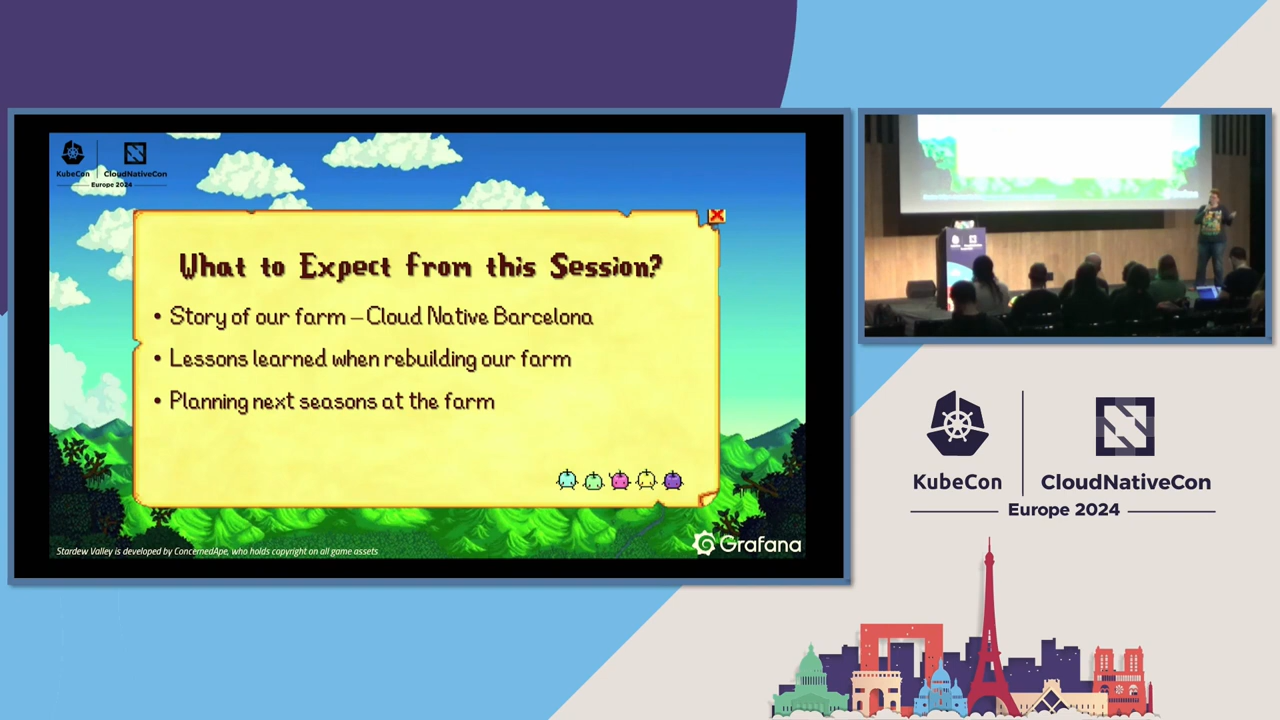 KubeCon
CloudNativeCon
Europe 2024
What to Expect from this Session?
• Story of our farm – Cloud Native Barcelona
• Lessons learned when rebuilding our farm
• Planning next seasons at the farm
Stardew Valley is developed by ConcernedApe, who holds copyright on all game assets
Grafana
KubeCon
CloudNativeCon
Europe 2024